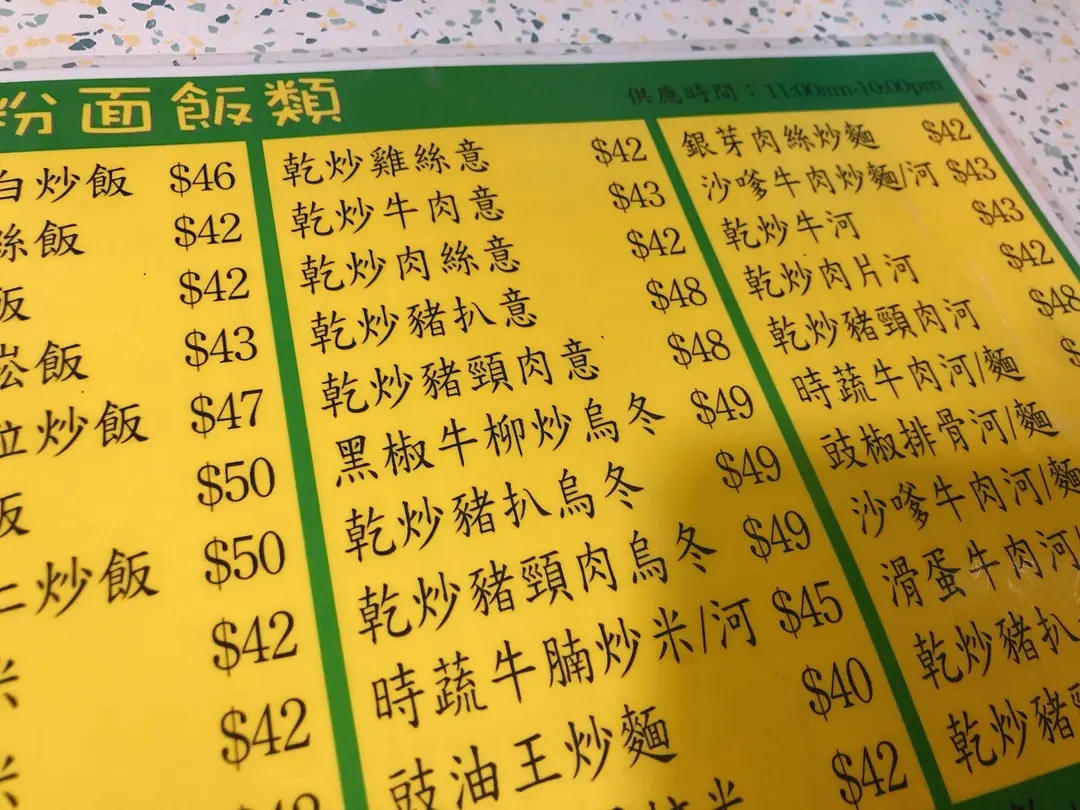 粉面飯類
供應時間：11:00am-10:00pm
白炒飯 $46
絲飯 $42
飯 $42
崧飯 $43
炒飯 $47
飯 $50
炒飯 $50
米 $42
米 $42
乾炒雞絲意 $42
乾炒牛肉意 $43
乾炒肉絲意 $42
乾炒豬扒意 $48
乾炒豬頸肉意 $48
黑椒牛柳炒烏冬 $49
乾炒豬扒烏冬 $49
乾炒豬頸肉烏冬 $49
時蔬牛腩炒米/河 $45
豉油王炒麵 $40
$42
銀芽肉絲炒麵 $42
沙嗲牛肉炒麵/河 $43
乾炒牛河 $43
乾炒肉片河 $42
乾炒豬頸肉河 $48
時蔬牛肉河/麵
豉椒排骨河/麵
沙嗲牛肉河/麵
滑蛋牛肉河
乾炒豬扒
乾炒豬